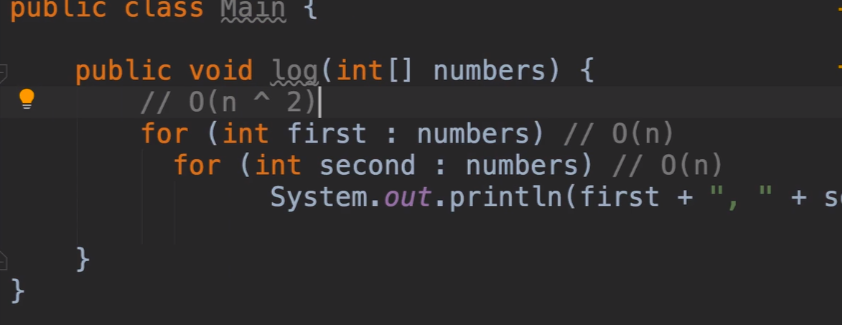 public class Main {
public void log(int[] numbers) {
// O(n ^ 2)
for (int first : numbers) // O(n)
for (int second : numbers) // O(n)
System.out.println(first + ", " +
}
}